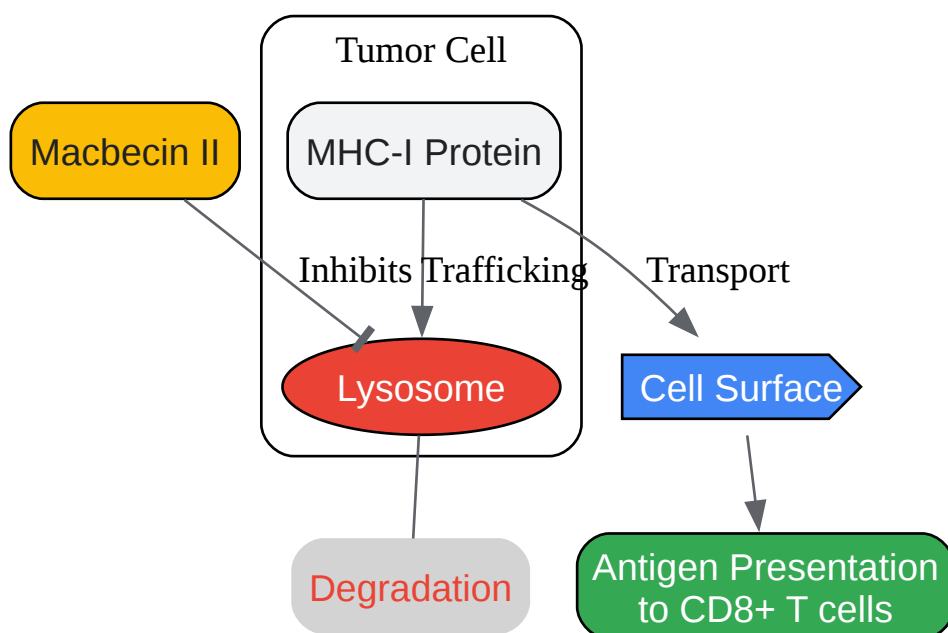 Tumor Cell
Macbecin II
MHC-I Protein
Inhibits Trafficking
Transport
Lysosome
Cell Surface
Degradation
Antigen Presentation
to CD8+ T cells